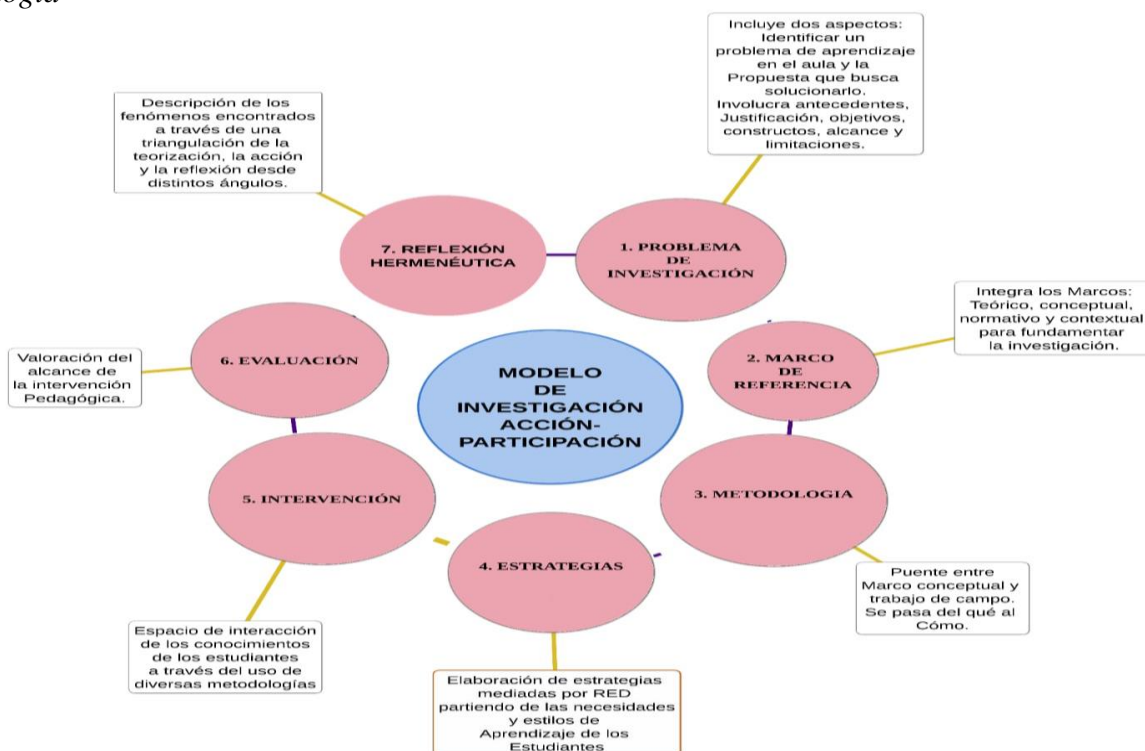 Incluye dos aspectos:
Identificar un
problema de aprendizaje
en el aula y la
Propuesta que busca
solucionarlo.
Involucra antecedentes,
Justificación, objetivos,
constructos, alcance y
limitaciones.
Descripción de los
fenómenos encontrados
a través de una
triangulación de la
teorización, la acción
y la reflexión desde
distintos ángulos.
7. REFLEXIÓN
HERMENÉUTICA
1. PROBLEMA
DE
INVESTIGACIÓN
Integra los Marcos:
Teórico, conceptual,
normativo y contextual
para fundamentar
la investigación.
2. MARCO
DE
REFERENCIA
6. EVALUACIÓN
Valoración del
alcance de
la intervención
Pedagógica.
MODELO
DE
INVESTIGACIÓN
ACCIÓN-
PARTICIPACIÓN
3. METODOLOGIA
5. INTERVENCIÓN
4. ESTRATEGIAS
Puente entre
Marco conceptual y
trabajo de campo.
Se pasa del qué al
Cómo.
Espacio de interacción
de los conocimientos
de los estudiantes
a través del uso de
diversas metodologías
Elaboración de estrategias
mediadas por RED
partiendo de las necesidades
y estilos de
Aprendizaje de los
Estudiantes